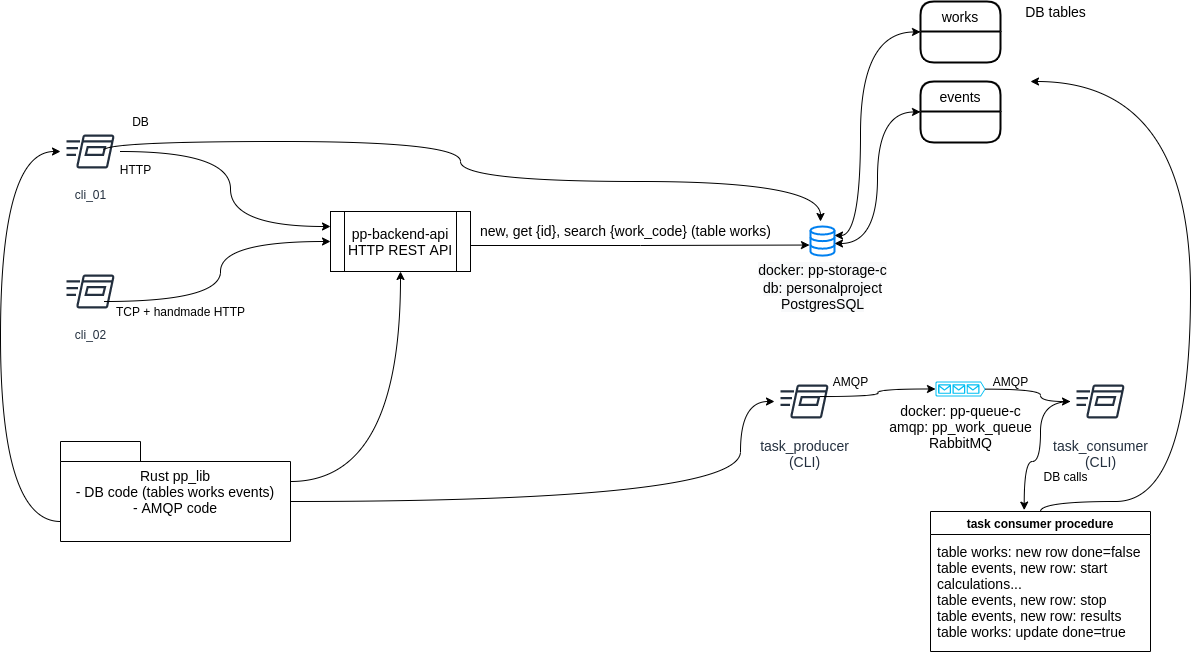 works
DB tables
events
DB
HTTP
cli_01
pp-backend-api
HTTP REST API
new, get {id}, search {work_code} (table works)
docker: pp-storage-c
db: personalproject
PostgresSQL
TCP + handmade HTTP
cli_02
AMQP
AMQP
docker: pp-queue-c
amqp: pp_work_queue
RabbitMQ
task_producer
(CLI)
task_consumer
(CLI)
DB calls
Rust pp_lib
- DB code (tables works events)
- AMQP code
task consumer procedure
table works: new row done=false
table events, new row: start
calculations...
table events, new row: stop
table events, new row: results
table works: update done=true